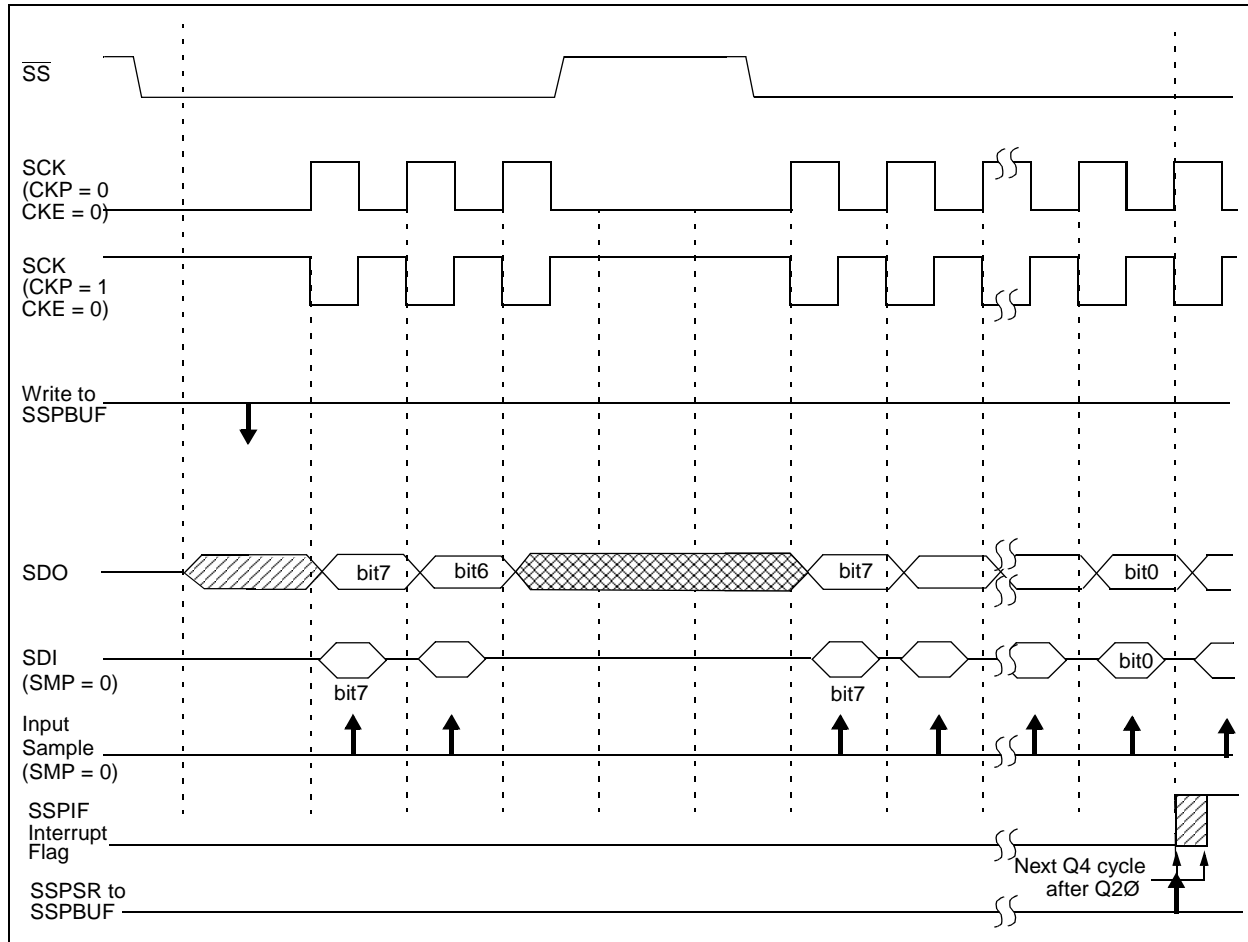 SS
SCK
(CKP = 0
CKE = 0)
SCK
(CKP = 1
CKE = 0)
Write to
SSPBUF
SDO
bit7
bit6
bit7
bit0
SDI
(SMP = 0)
bit7
bit7
bit0
Input
Sample
(SMP = 0)
SSPIF
Interrupt
Flag
Next Q4 cycle
after Q2Ø
SSPSR to
SSPBUF